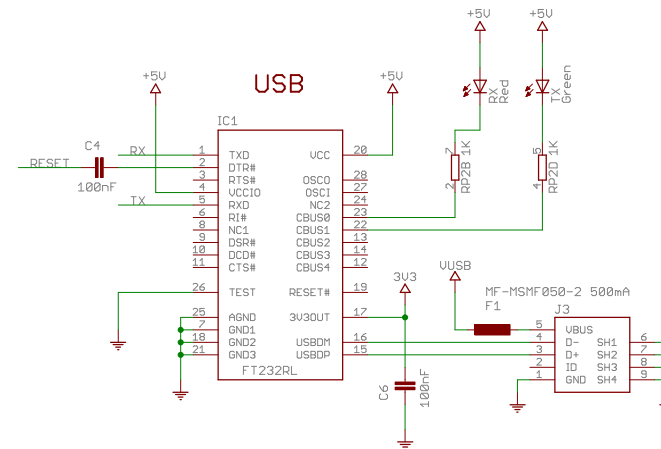 +5V +5V
+5V USB +5V
RX Red TX Green
IC1
C4
100nF
RESET
RX 1 TXD VCC 20
2 DTR#
3 RTS# OSCO 28
4 VCCIO OSCI 27
TX 5 RXD NC2 24
6 RI# CBUS0 23
8 NC1 CBUS1 22
9 DSR# CBUS2 13
10 DCD# CBUS3 14
11 CTS# CBUS4 12
26 TEST RESET# 19
25 AGND 3V3OUT 17
7 GND1
18 GND2 USBDM 16
21 GND3 USBDP 15
FT232RL
7 RP2B 1K 2
5 RP2D 1K 4
3V3
C6 100nF
VUSB
MF-MSMF050-2 500mA
F1
J3
5 VBUS
4 D- SH1 6
3 D+ SH2 7
2 ID SH3 8
1 GND SH4 9